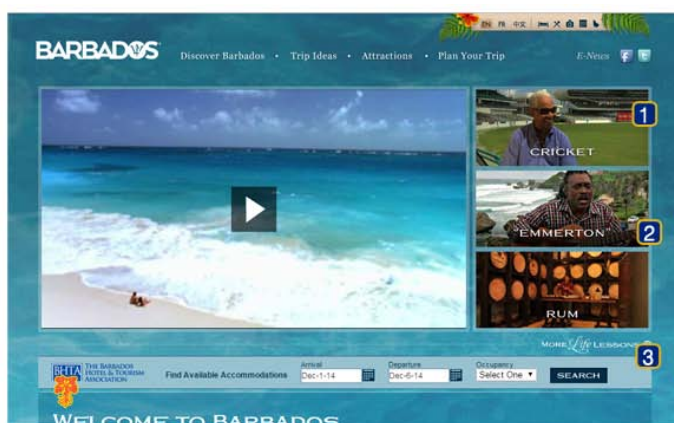 EN FR 中文
BARBADOS
Discover Barbados • Trip Ideas • Attractions • Plan Your Trip
E-News
f t
1
CRICKET
EMMERTON
2
RUM
MORE Life LESSONS
3
BHTA
THE BARBADOS
HOTEL & TOURISM
ASSOCIATION
Find Available Accommodations
Arrival
Dec-1-14
Departure
Dec-6-14
Occupancy
Select One
SEARCH
WELCOME TO BARBADOS